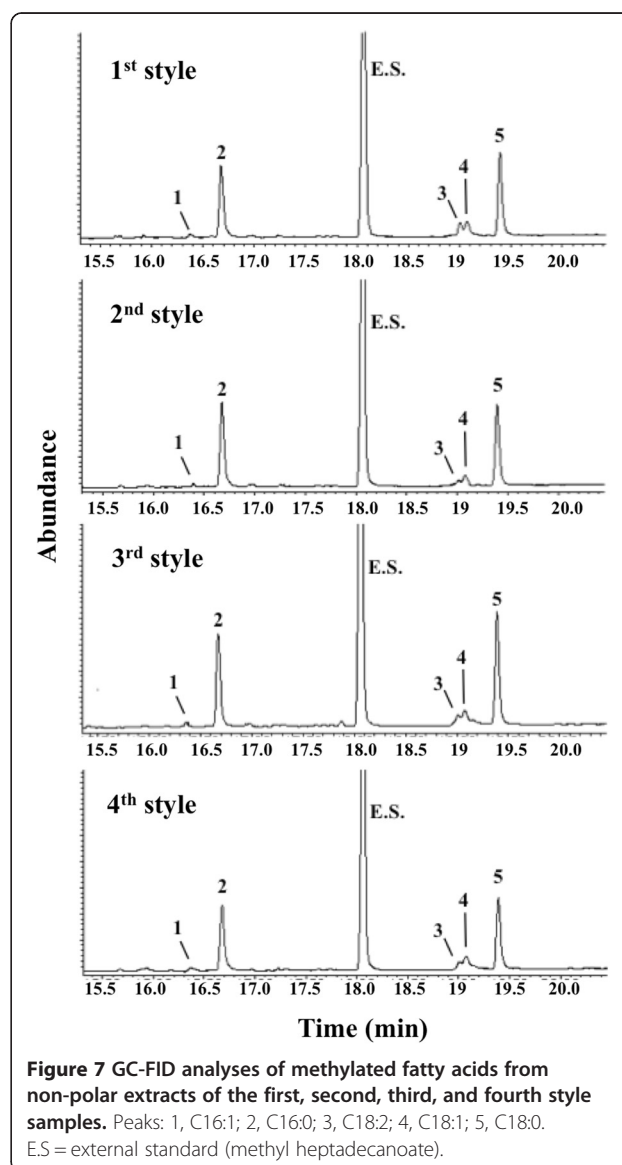 1st style
E.S.
1
2
3
4
5
15.5 16.0 16.5 17.0 17.5 18.0 18.5 19 19.5 20.0
2nd style
E.S.
1
2
3
4
5
15.5 16.0 16.5 17.0 17.5 18.0 18.5 19 19.5 20.0
Abundance
3rd style
E.S.
1
2
3
4
5
15.5 16.0 16.5 17.0 17.5 18.0 18.5 19 19.5 20.0
4th style
E.S.
1
2
3
4
5
15.5 16.0 16.5 17.0 17.5 18.0 18.5 19 19.5 20.0
Time (min)
Figure 7 GC-FID analyses of methylated fatty acids from
non-polar extracts of the first, second, third, and fourth style
samples. Peaks: 1, C16:1; 2, C16:0; 3, C18:2; 4, C18:1; 5, C18:0.
E.S = external standard (methyl heptadecanoate).